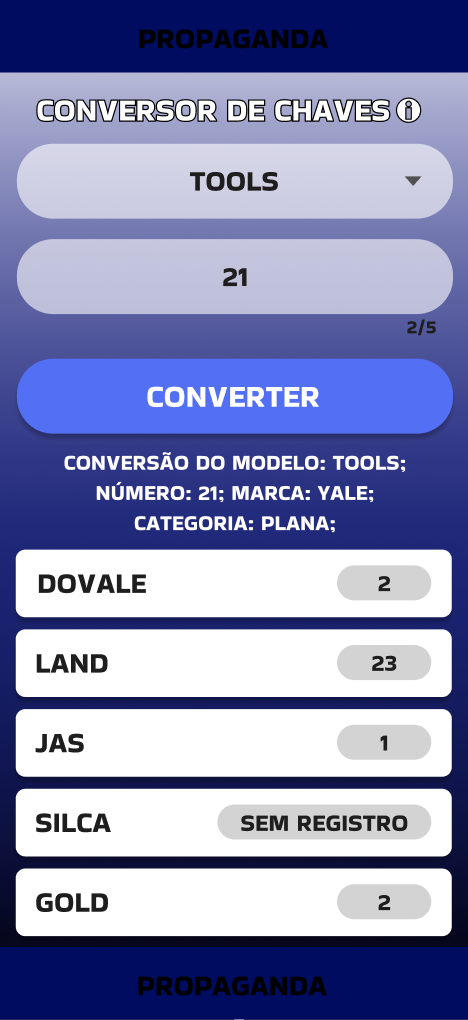 PROPAGANDA
CONVERSOR DE CHAVES
TOOLS
21
2/5
CONVERTER
CONVERSÃO DO MODELO: TOOLS;
NÚMERO: 21; MARCA: YALE;
CATEGORIA: PLANA;
DOVALE 2
LAND 23
JAS 1
SILCA SEM REGISTRO
GOLD 2
PROPAGANDA